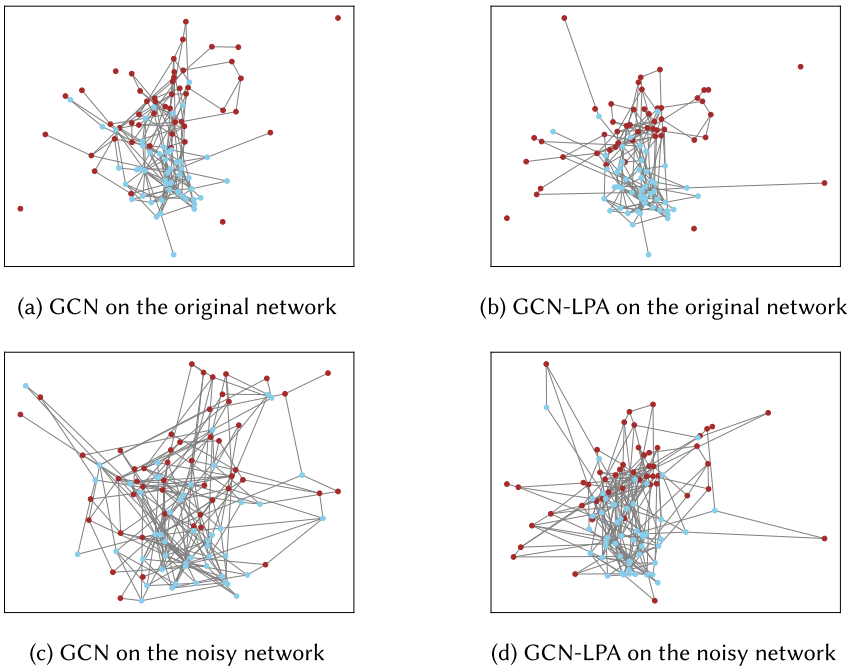 (a) GCN on the original network
(b) GCN-LPA on the original network
(c) GCN on the noisy network
(d) GCN-LPA on the noisy network